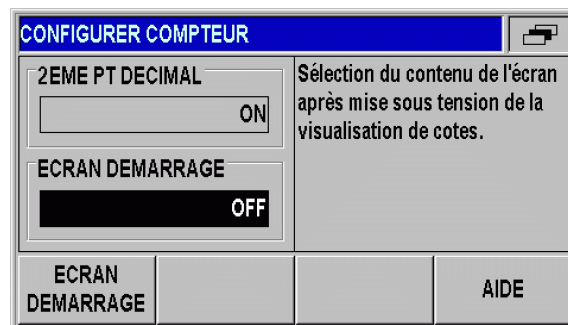 CONFIGURER COMPTEUR
2EME PT DECIMAL
ON
ECRAN DEMARRAGE
OFF
Sélection du contenu de l'écran
après mise sous tension de la
visualisation de cotes.
ECRAN
DEMARRAGE
AIDE